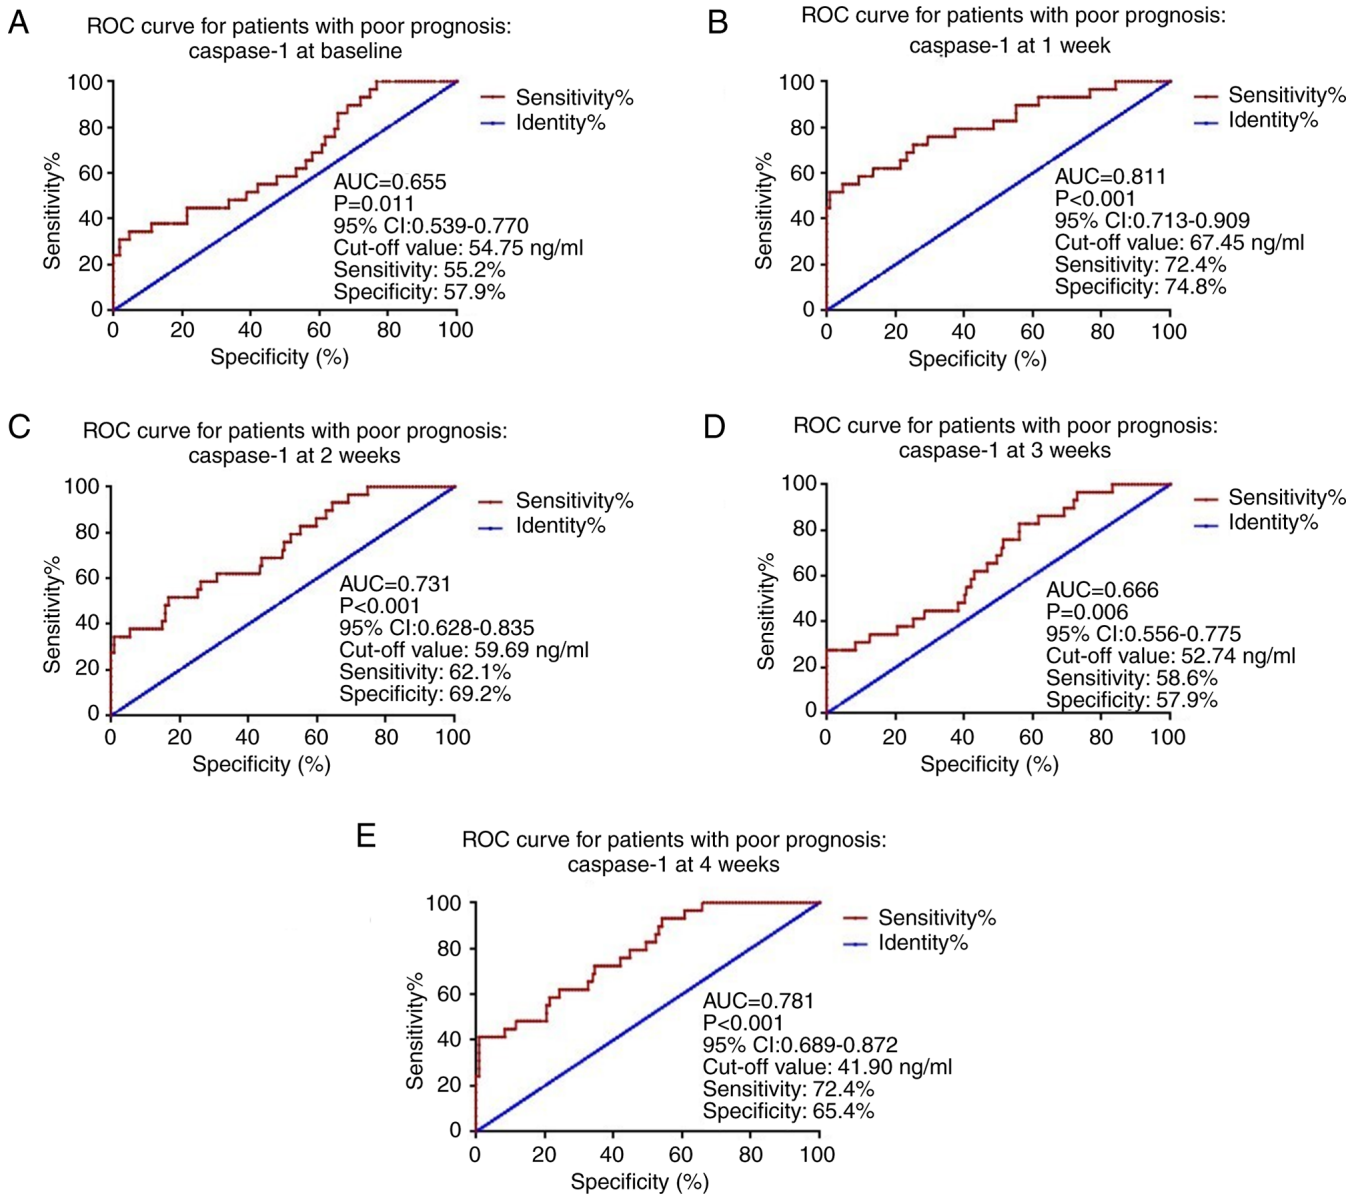 A
ROC curve for patients with poor prognosis:
caspase-1 at baseline
100
80
60
40
20
0
Sensitivity%
0 20 40 60 80 100
Specificity (%)
Sensitivity%
Identity%
AUC=0.655
P=0.011
95% CI:0.539-0.770
Cut-off value: 54.75 ng/ml
Sensitivity: 55.2%
Specificity: 57.9%
B
ROC curve for patients with poor prognosis:
caspase-1 at 1 week
100
80
60
40
20
0
Sensitivity%
0 20 40 60 80 100
Specificity (%)
Sensitivity%
Identity%
AUC=0.811
P<0.001
95% CI:0.713-0.909
Cut-off value: 67.45 ng/ml
Sensitivity: 72.4%
Specificity: 74.8%
C
ROC curve for patients with poor prognosis:
caspase-1 at 2 weeks
100
80
60
40
20
0
Sensitivity%
0 20 40 60 80 100
Specificity (%)
Sensitivity%
Identity%
AUC=0.731
P<0.001
95% CI:0.628-0.835
Cut-off value: 59.69 ng/ml
Sensitivity: 62.1%
Specificity: 69.2%
D
ROC curve for patients with poor prognosis:
caspase-1 at 3 weeks
100
80
60
40
20
0
Sensitivity%
0 20 40 60 80 100
Specificity (%)
Sensitivity%
Identity%
AUC=0.666
P=0.006
95% CI:0.556-0.775
Cut-off value: 52.74 ng/ml
Sensitivity: 58.6%
Specificity: 57.9%
E
ROC curve for patients with poor prognosis:
caspase-1 at 4 weeks
100
80
60
40
20
0
Sensitivity%
0 20 40 60 80 100
Specificity (%)
Sensitivity%
Identity%
AUC=0.781
P<0.001
95% CI:0.689-0.872
Cut-off value: 41.90 ng/ml
Sensitivity: 72.4%
Specificity: 65.4%